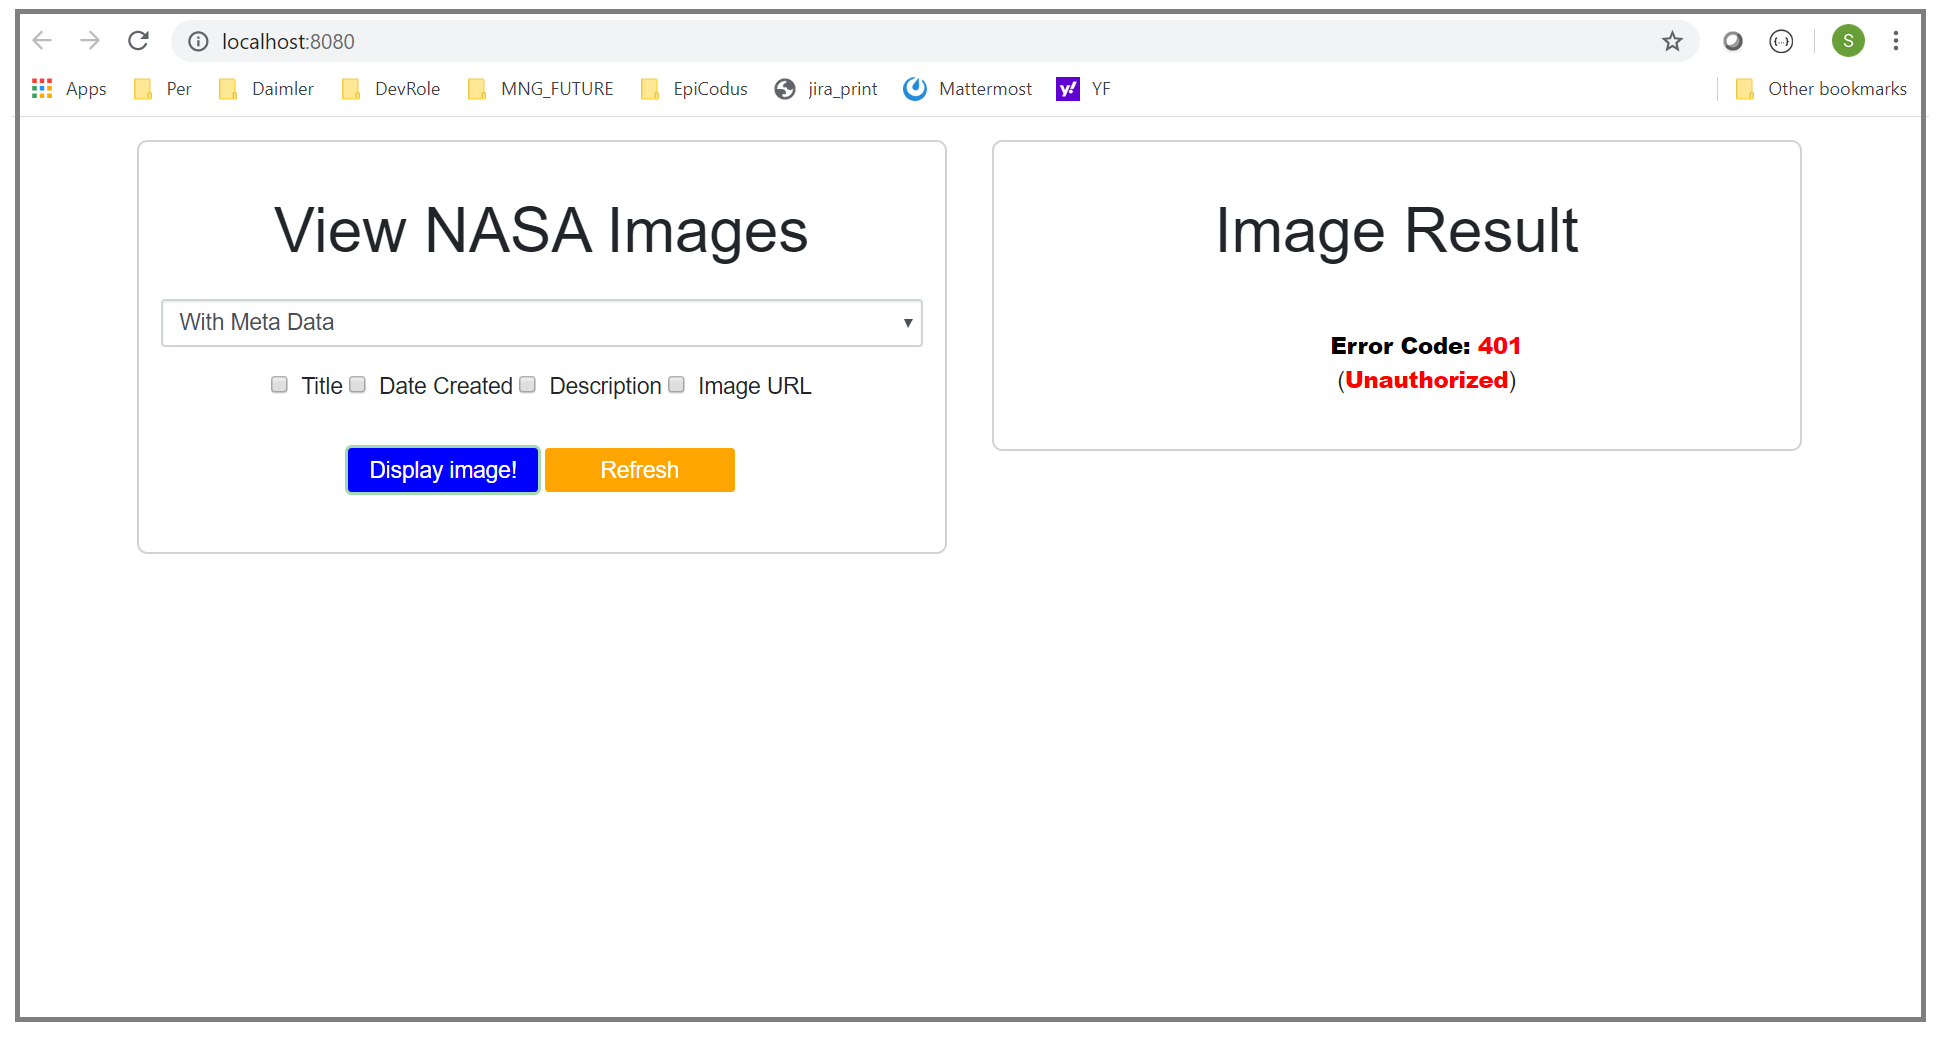 localhost:8080
S
Apps Per Daimler DevRole MNG_FUTURE EpiCodus jira_print Mattermost y! YF Other bookmarks
View NASA Images
With Meta Data
Title Date Created Description Image URL
Display image! Refresh
Image Result
Error Code: 401
(Unauthorized)